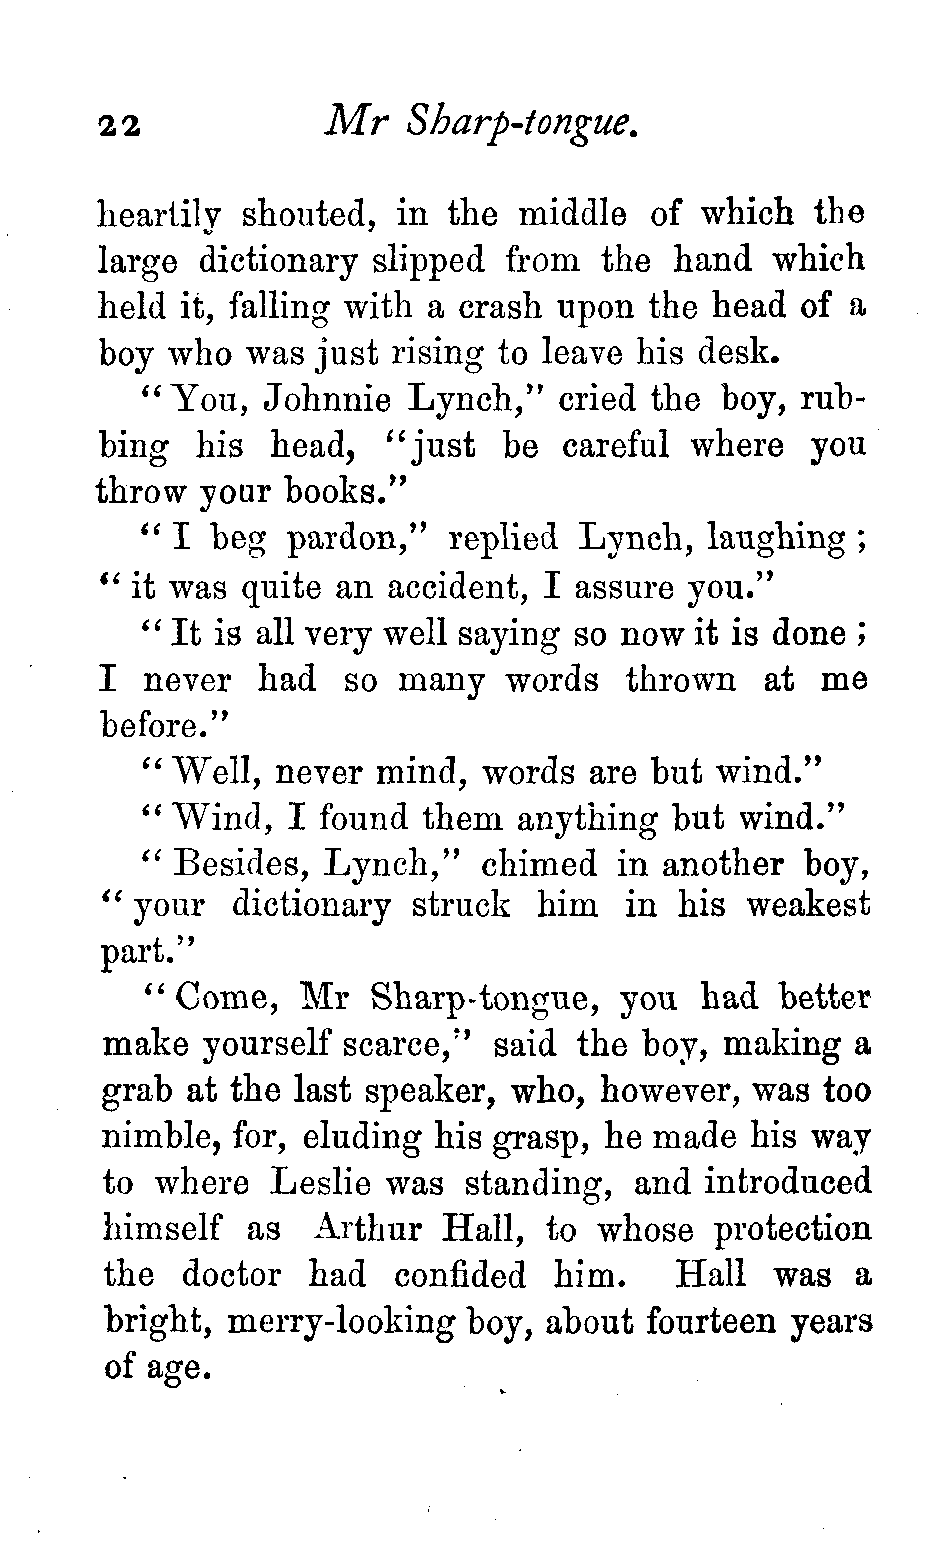 22 Mr Sharp-tongue.
heartily shouted, in the middle of which the
large dictionary slipped from the hand which
held it, falling with a crash upon the head of a
boy who was just rising to leave his desk.
“You, Johnnie Lynch,” cried the boy, rub-
bing his head, “just be careful where you
throw your books.”
“I beg pardon,” replied Lynch, laughing ;
“it was quite an accident, I assure you.”
“It is all very well saying so now it is done ;
I never had so many words thrown at me
before.”
“Well, never mind, words are but wind.”
“Wind, I found them anything but wind.”
“Besides, Lynch,” chimed in another boy,
“your dictionary struck him in his weakest
part.”
“Come, Mr Sharp-tongue, you had better
make yourself scarce,” said the boy, making a
grab at the last speaker, who, however, was too
nimble, for, eluding his grasp, he made his way
to where Leslie was standing, and introduced
himself as Arthur Hall, to whose protection
the doctor had confided him. Hall was a
bright, merry-looking boy, about fourteen years
of age.